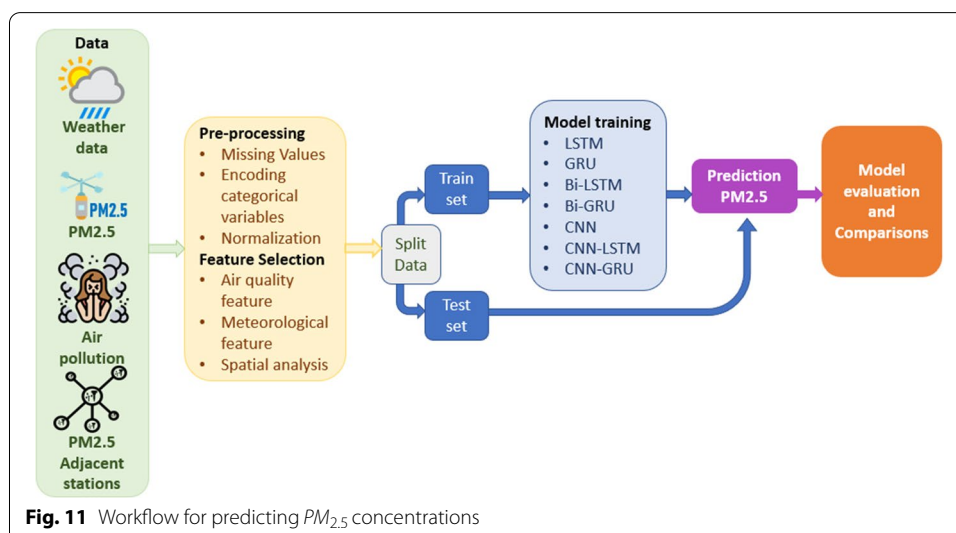 Data
Weather
data
PM2.5
PM2.5
Air
pollution
PM2.5
Adjacent
stations
Pre-processing
• Missing Values
• Encoding
categorical
variables
• Normalization
Feature Selection
• Air quality
feature
• Meteorological
feature
• Spatial analysis
Split
Data
Train
set
Test
set
Model training
• LSTM
• GRU
• Bi-LSTM
• Bi-GRU
• CNN
• CNN-LSTM
• CNN-GRU
Prediction
PM2.5
Model
evaluation
and
Comparisons
Fig. 11 Workflow for predicting PM2.5 concentrations